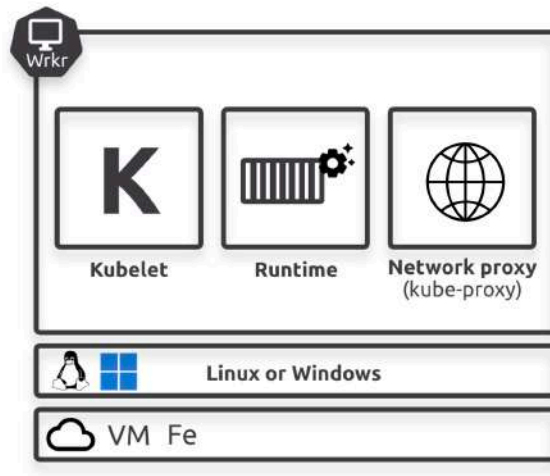 Wrkr
K
Kubelet
Runtime
Network proxy
(kube-proxy)
Linux or Windows
VM Fe